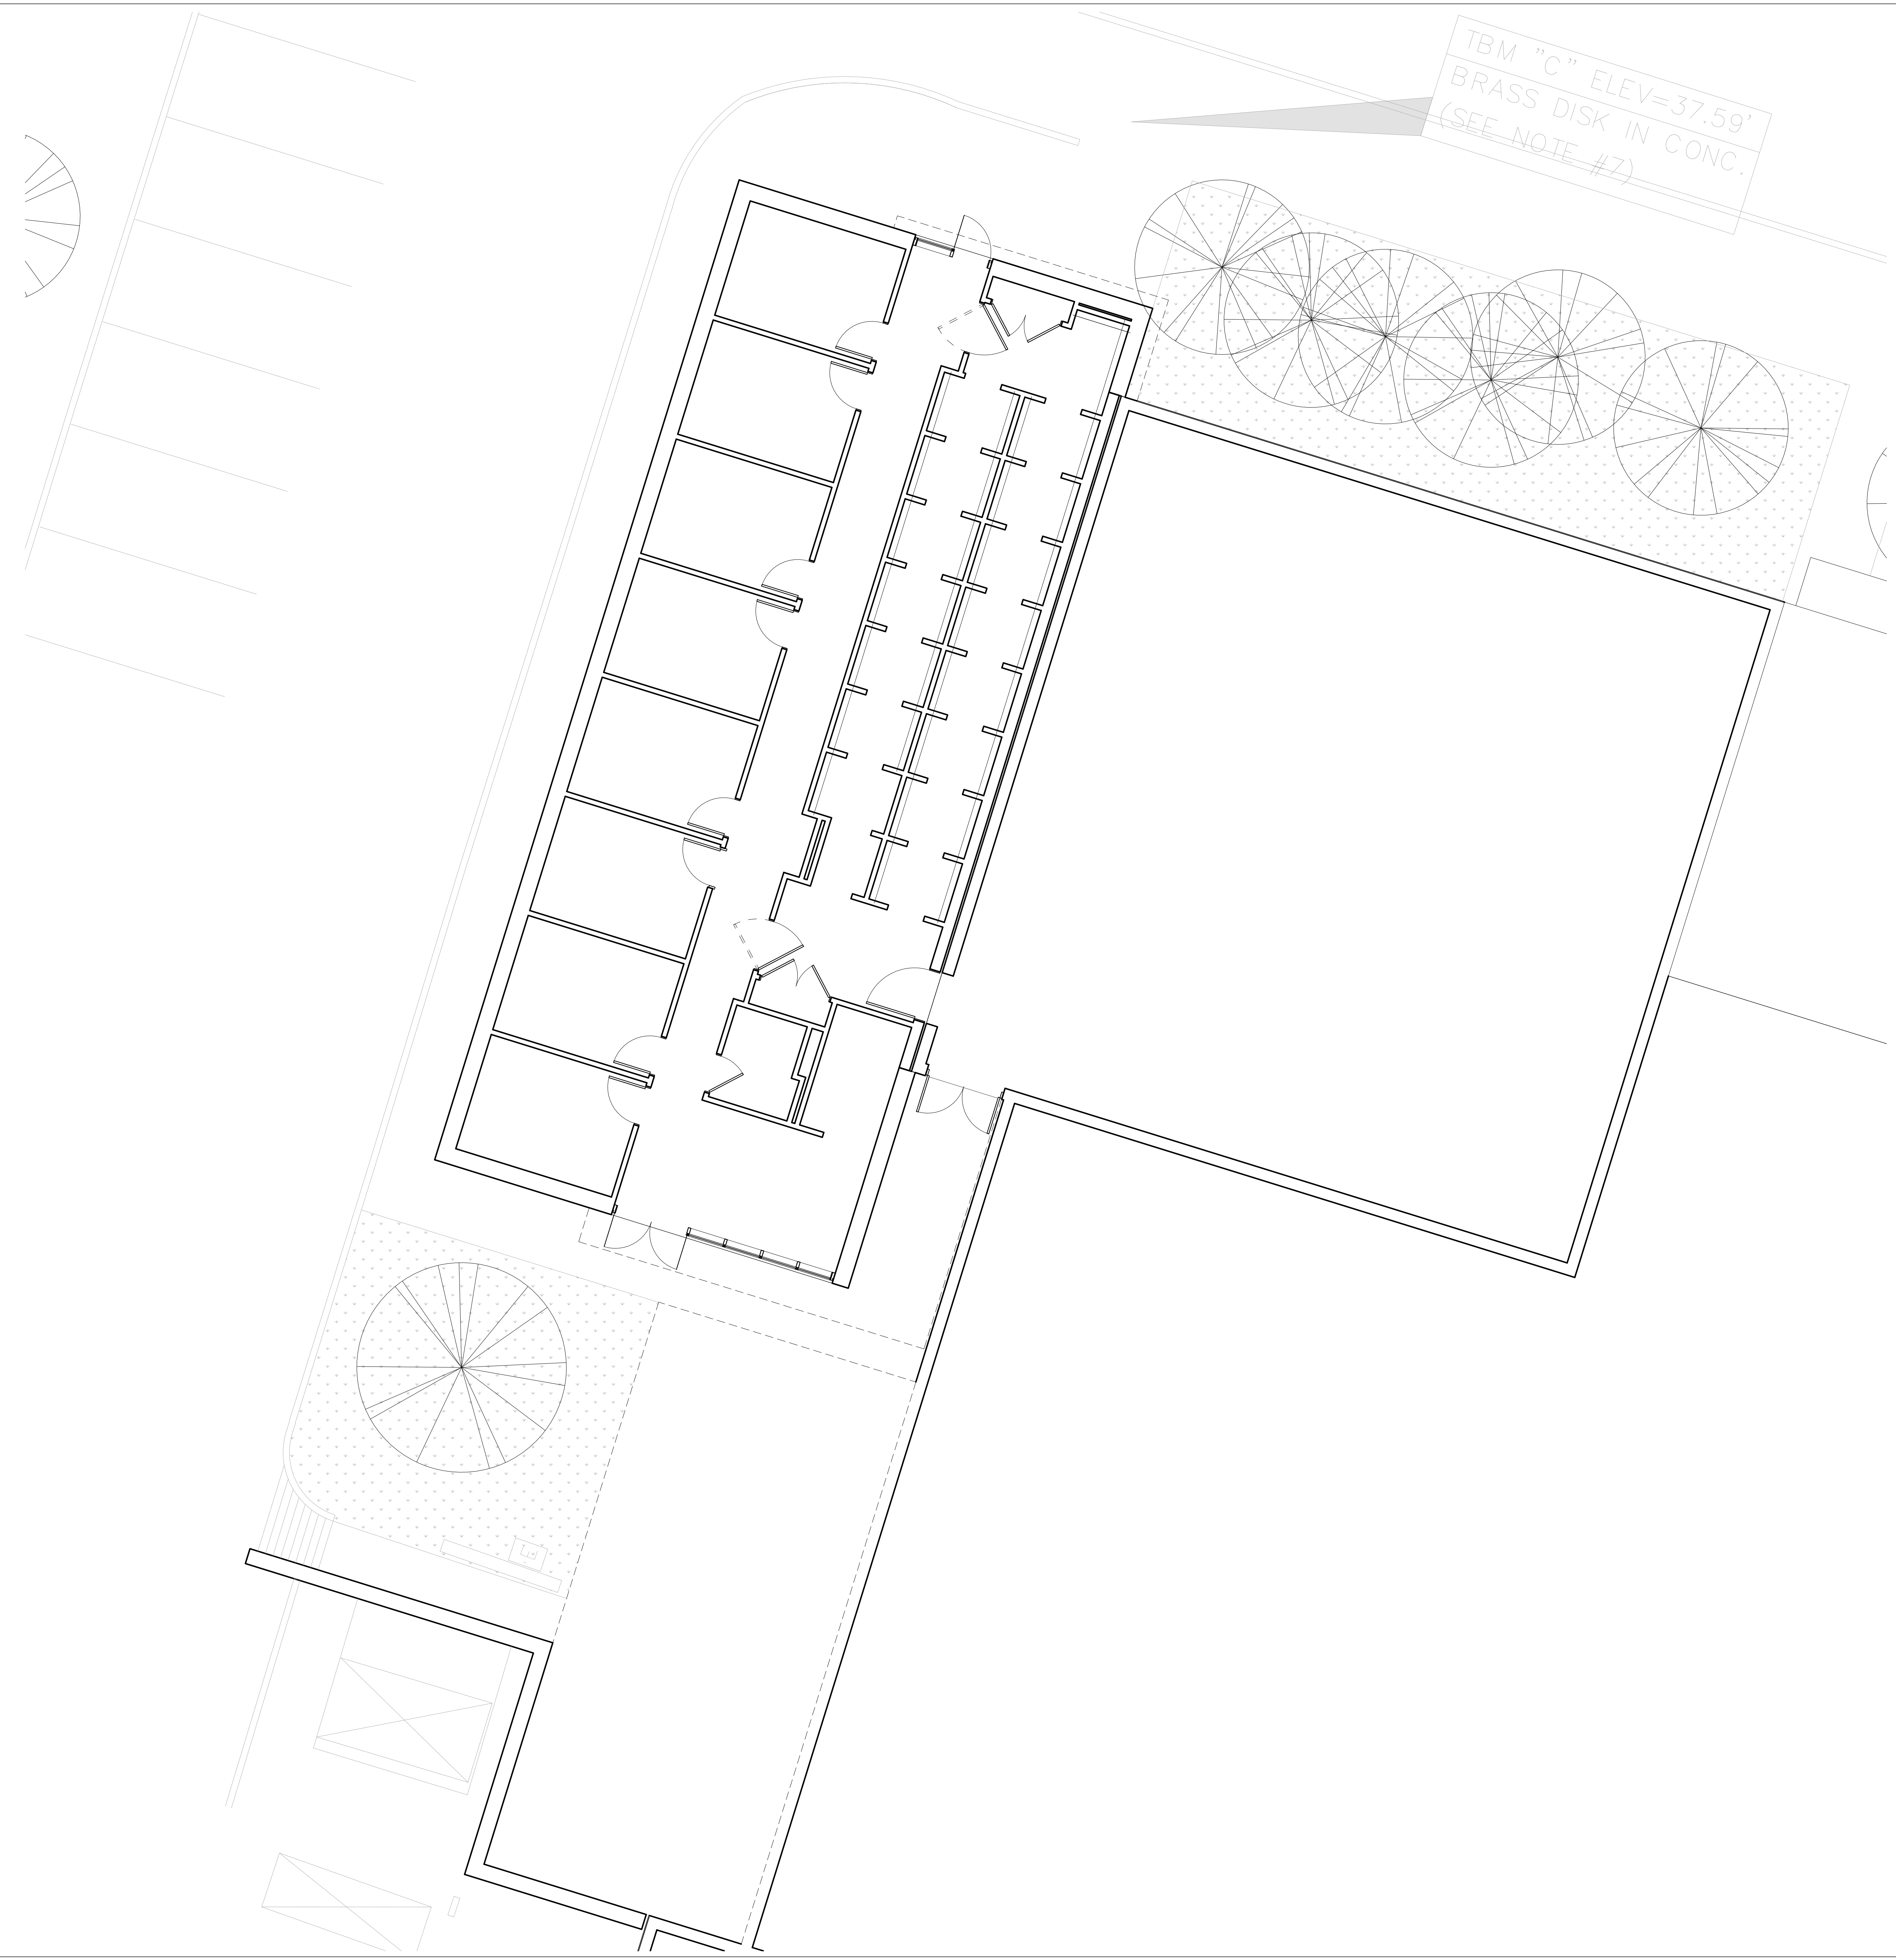 TBM "C" ELEV=37.59'
BRASS DISK IN CONC.
(SEE NOTE #7)
E